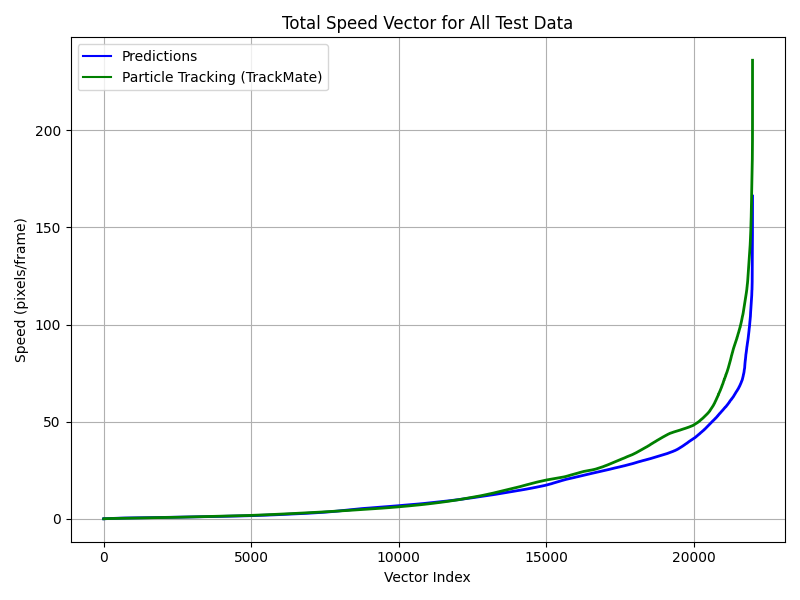 Total Speed Vector for All Test Data
Predictions
Particle Tracking (TrackMate)
Speed (pixels/frame)
200
150
100
50
0
0 5000 10000 15000 20000
Vector Index